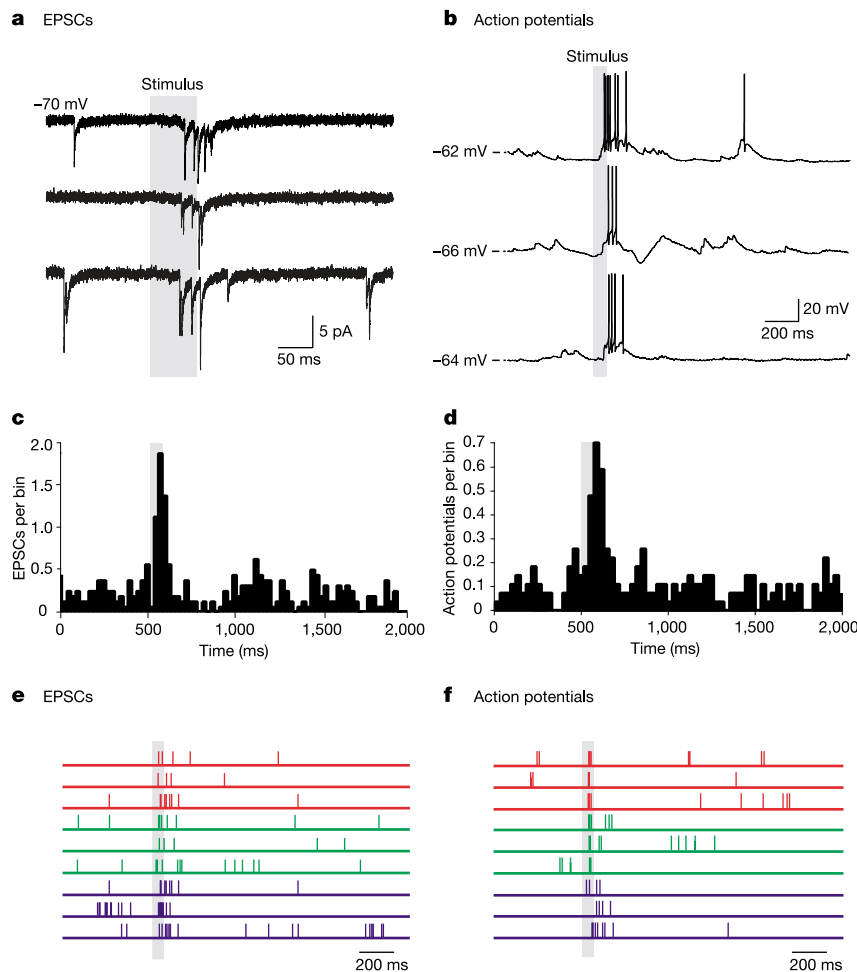 a EPSCs
Stimulus
–70 mV
5 pA
50 ms
b Action potentials
Stimulus
–62 mV
–66 mV
–64 mV
20 mV
200 ms
c
EPSCs per bin
2.0
1.5
1.0
0.5
0
0 500 1,000 1,500 2,000
Time (ms)
d
Action potentials per bin
0.7
0.6
0.5
0.4
0.3
0.2
0.1
0
0 500 1,000 1,500 2,000
Time (ms)
e EPSCs
200 ms
f Action potentials
200 ms